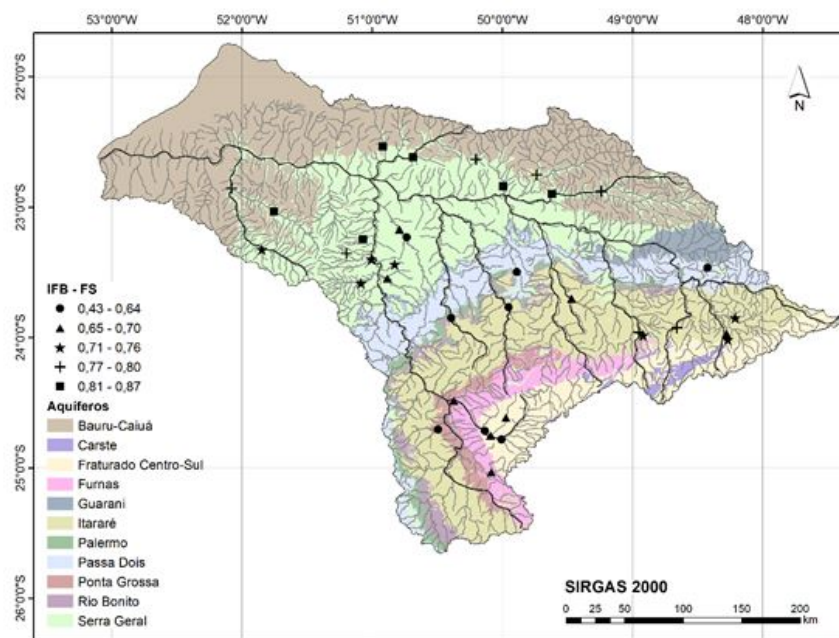 53°0'0"W 52°0'0"W 51°0'0"W 50°0'0"W 49°0'0"W 48°0'0"W
22°0'0"S
23°0'0"S
24°0'0"S
25°0'0"S
26°0'0"S
N
IFB - FS
0,43 - 0,64
0,65 - 0,70
0,71 - 0,76
0,77 - 0,80
0,81 - 0,87
Aquíferos
Bauru-Caiuá
Carste
Fraturado Centro-Sul
Furnas
Guarani
Itararé
Palermo
Passa Dois
Ponta Grossa
Rio Bonito
Serra Geral
SIRGAS 2000
0 25 50 100 150 200
km